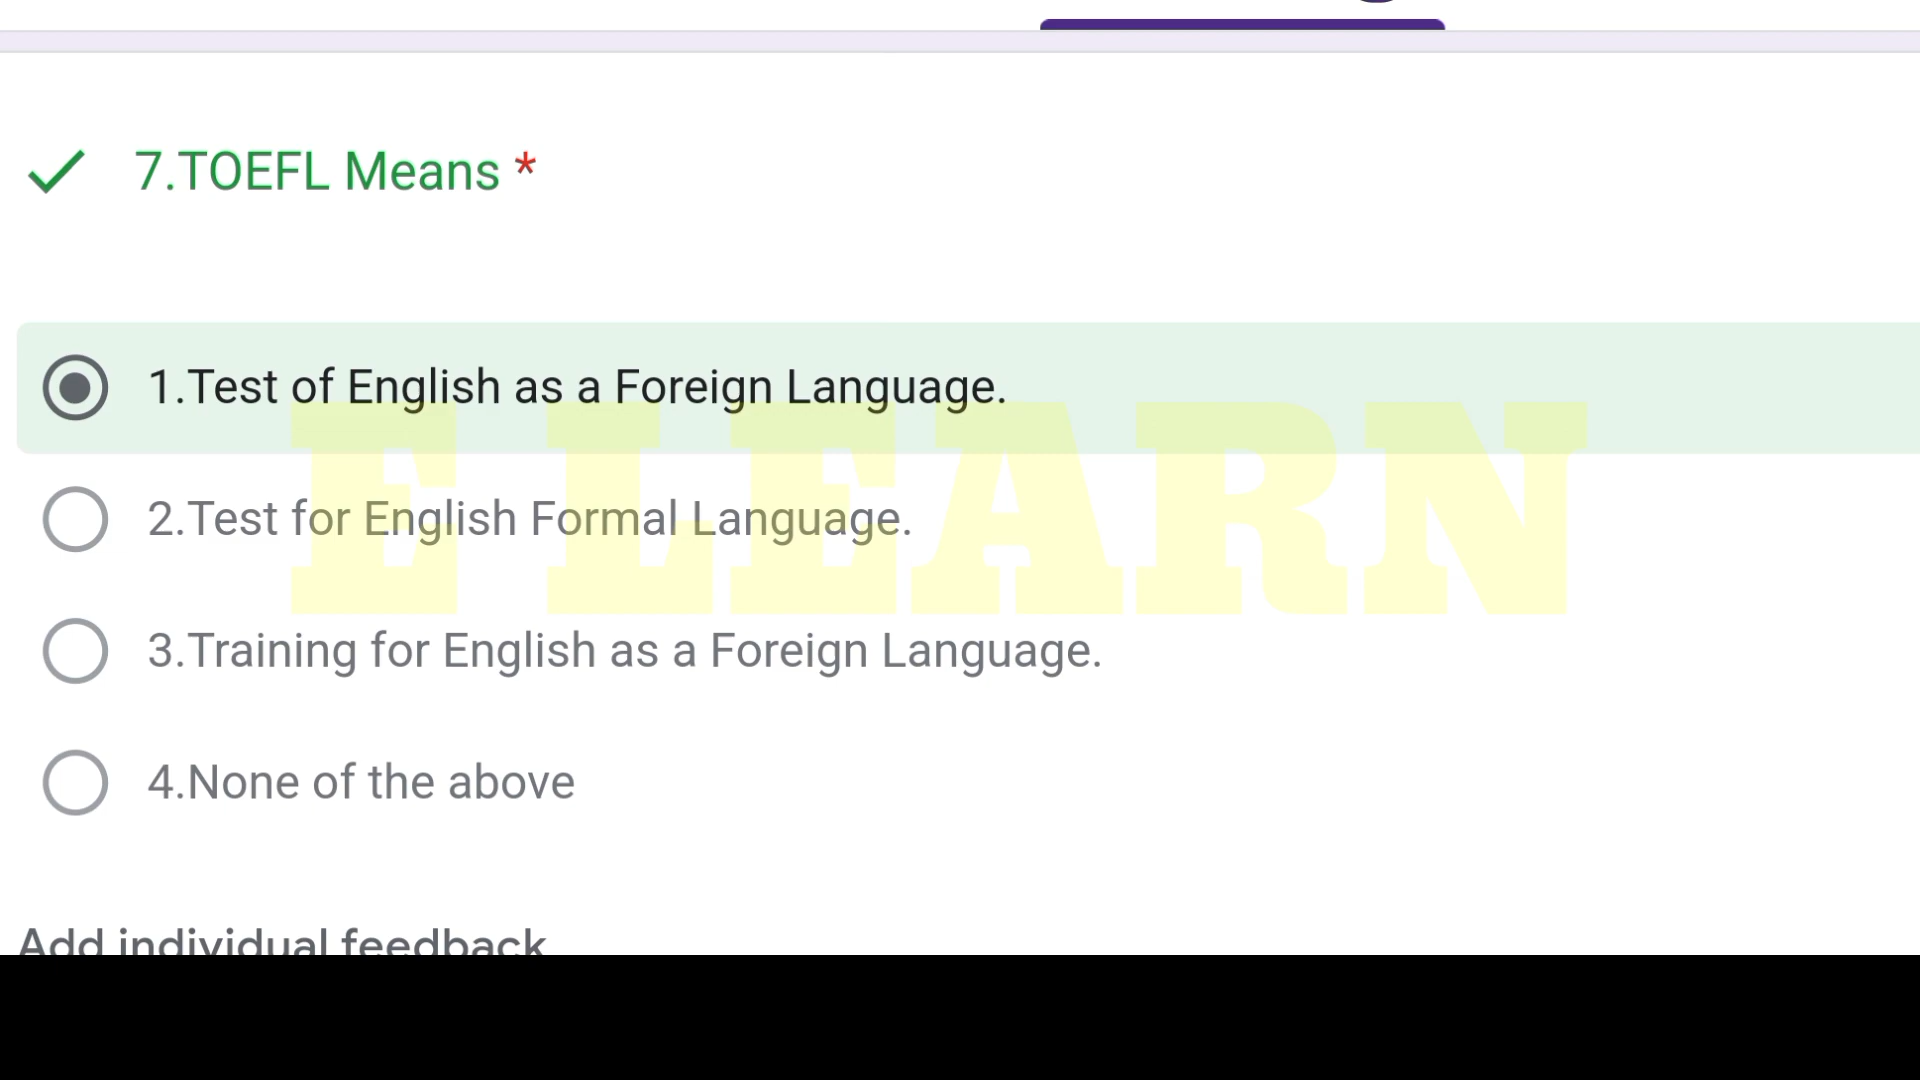 7.TOEFL Means *
1.Test of English as a Foreign Language.
2.Test for English Formal Language.
3.Training for English as a Foreign Language.
4.None of the above
E LEARN
Add individual feedback